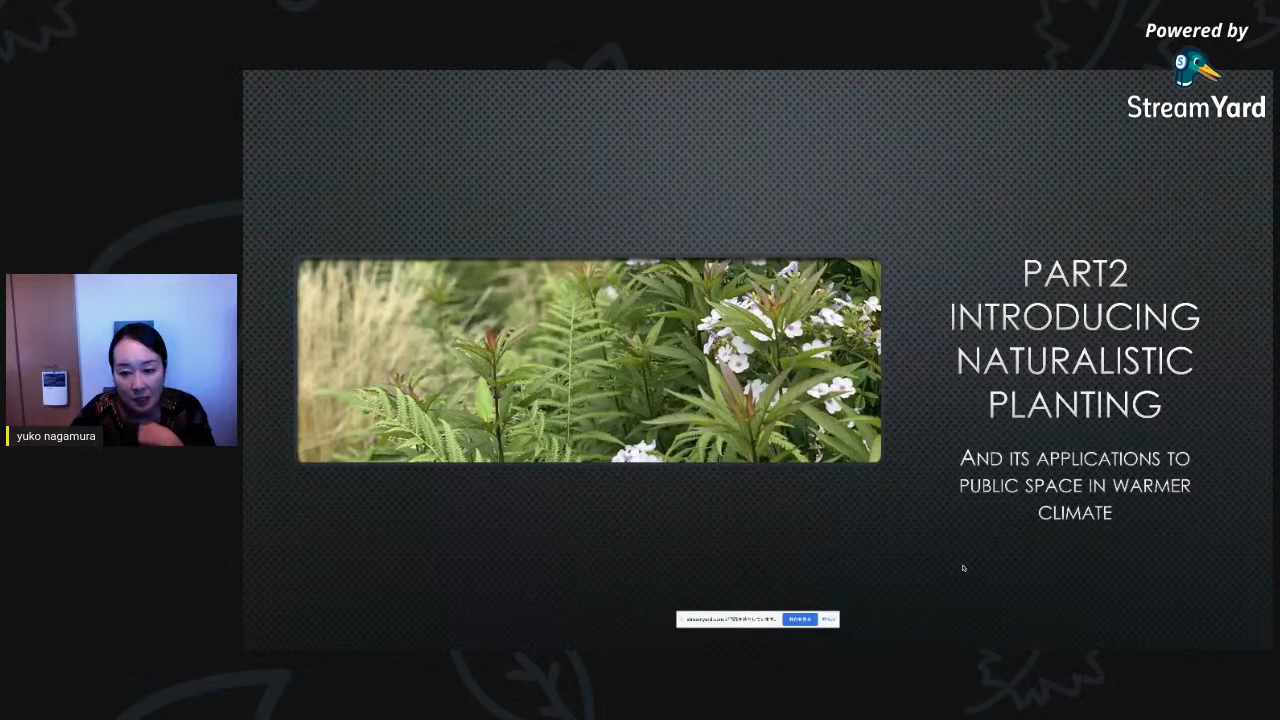 Powered by
StreamYard
PART2
INTRODUCING
NATURALISTIC
PLANTING
AND ITS APPLICATIONS TO
PUBLIC SPACE IN WARMER
CLIMATE
yuko nagamura